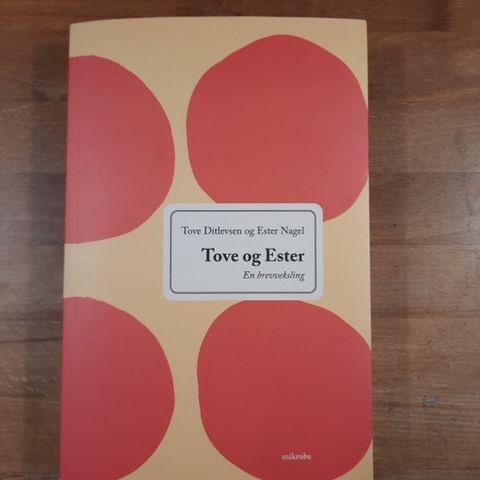 Tove Ditlevsen og Ester Nagel
Tove og Ester
En brevveksling
mikrobe